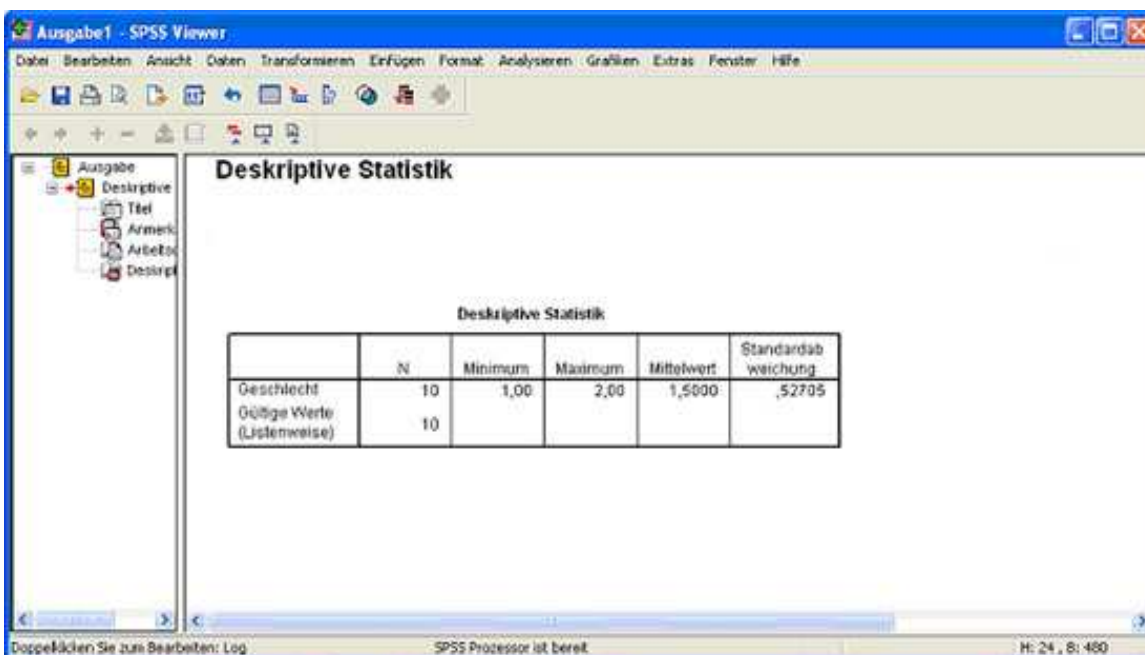 Ausgabe1 - SPSS Viewer
Datei Bearbeiten Ansicht Daten Transformieren Einfügen Format Analysieren Grafiken Extras Fenster Hilfe
Ausgabe
Deskriptive
Titel
Anmerk
Arbeits
Deskript
Deskriptive Statistik
Deskriptive Statistik
N Minimum Maximum Mittelwert Standardab
weichung
Geschlecht 10 1,00 2,00 1,5000 ,52705
Gültige Werte
(Listenweise) 10
Doppelklicken Sie zum Bearbeiten: Log SPSS Prozessor ist bereit H: 24 , B: 480